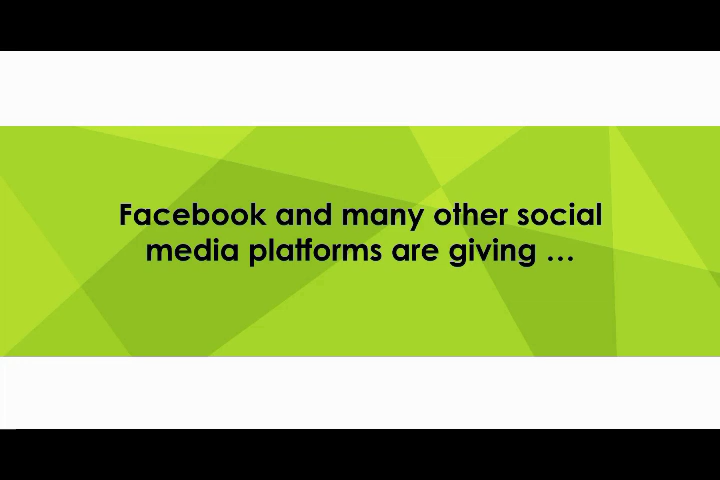 Facebook and many other social
media platforms are giving …